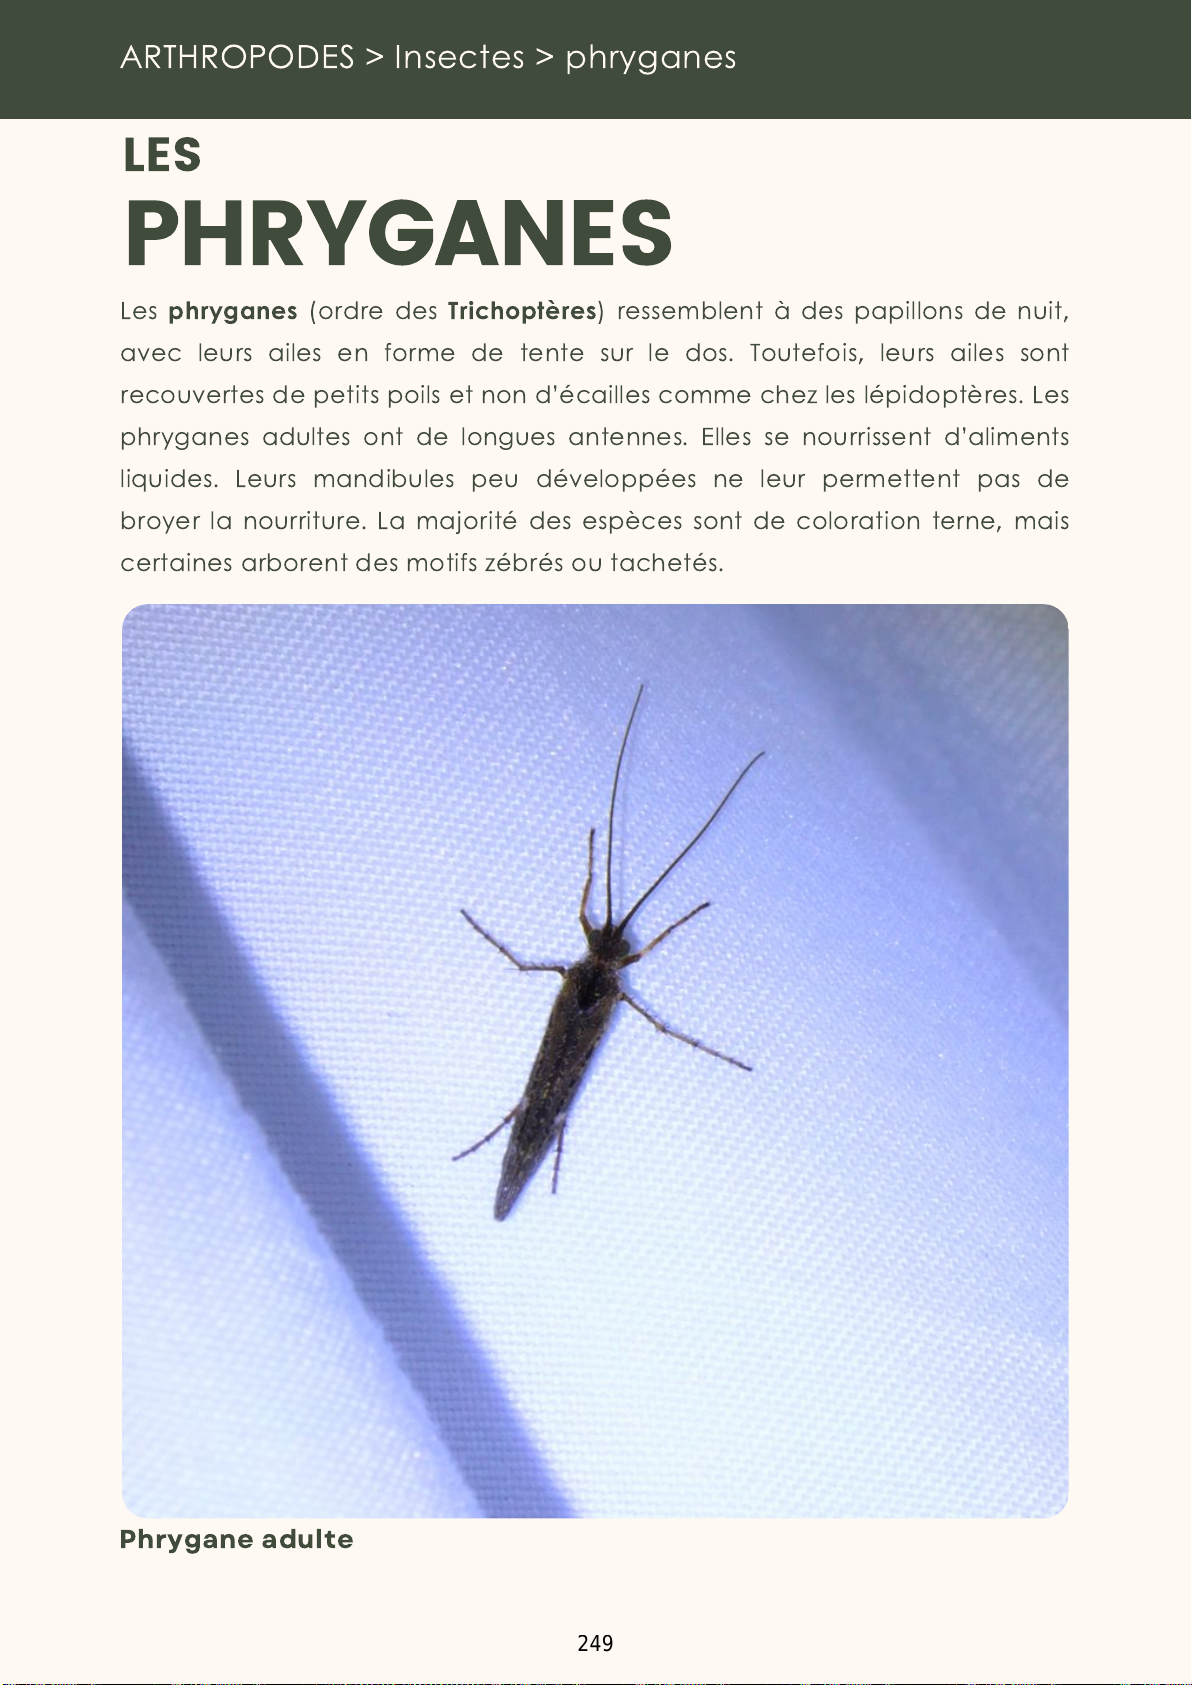 ARTHROPODES > Insectes > phryganes
LES
PHRYGANES
Les phryganes (ordre des Trichoptères) ressemblent à des papillons de nuit,
avec leurs ailes en forme de tente sur le dos. Toutefois, leurs ailes sont
recouvertes de petits poils et non d’écailles comme chez les lépidoptères. Les
phryganes adultes ont de longues antennes. Elles se nourrissent d’aliments
liquides. Leurs mandibules peu développées ne leur permettent pas de
broyer la nourriture. La majorité des espèces sont de coloration terne, mais
certaines arborent des motifs zébrés ou tachetés.
Phrygane adulte
249